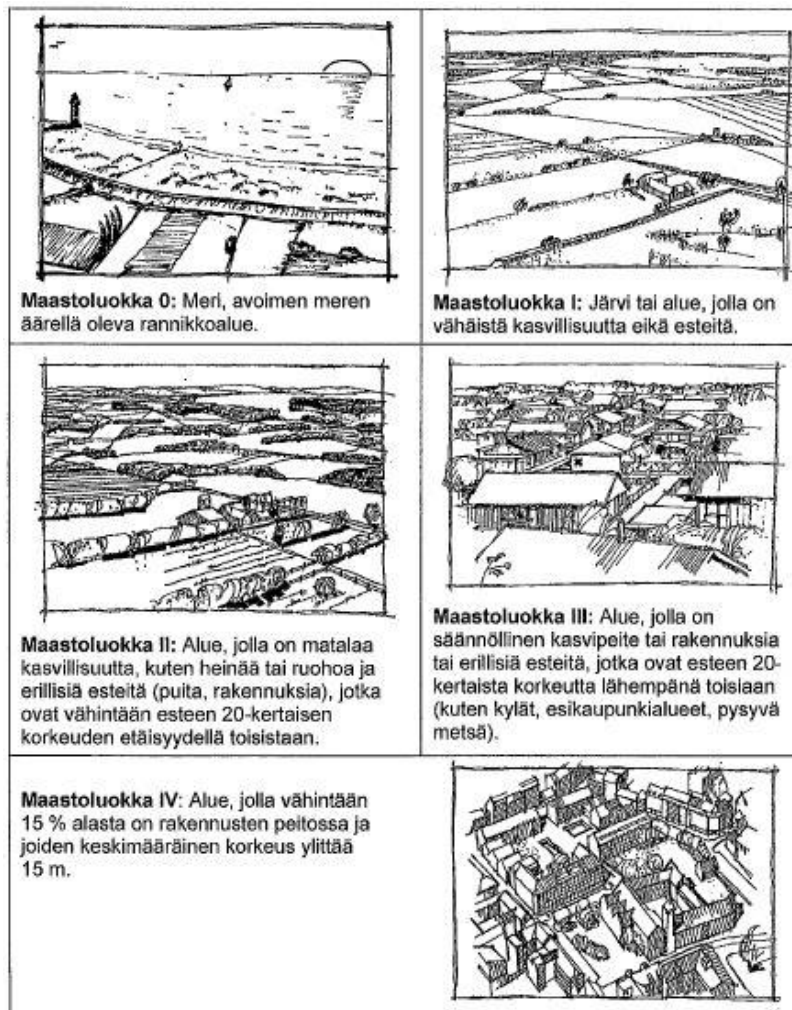 Maastoluokka 0: Meri, avoimen meren
äärellä oleva rannikkoalue.
Maastoluokka I: Järvi tai alue, jolla on
vähäistä kasvillisuutta eikä esteitä.
Maastoluokka II: Alue, jolla on matalaa
kasvillisuutta, kuten heinää tai ruohoa ja
erillisiä esteitä (puita, rakennuksia), jotka
ovat vähintään esteen 20-kertaisen
korkeuden etäisyydellä toisistaan.
Maastoluokka III: Alue, jolla on
säännöllinen kasvipeite tai rakennuksia
tai erillisiä esteitä, jotka ovat esteen 20-
kertaista korkeutta lähempänä toisiaan
(kuten kylät, esikaupunkialueet, pysyvä
metsä).
Maastoluokka IV: Alue, jolla vähintään
15 % alasta on rakennusten peitossa ja
joiden keskimääräinen korkeus ylittää
15 m.